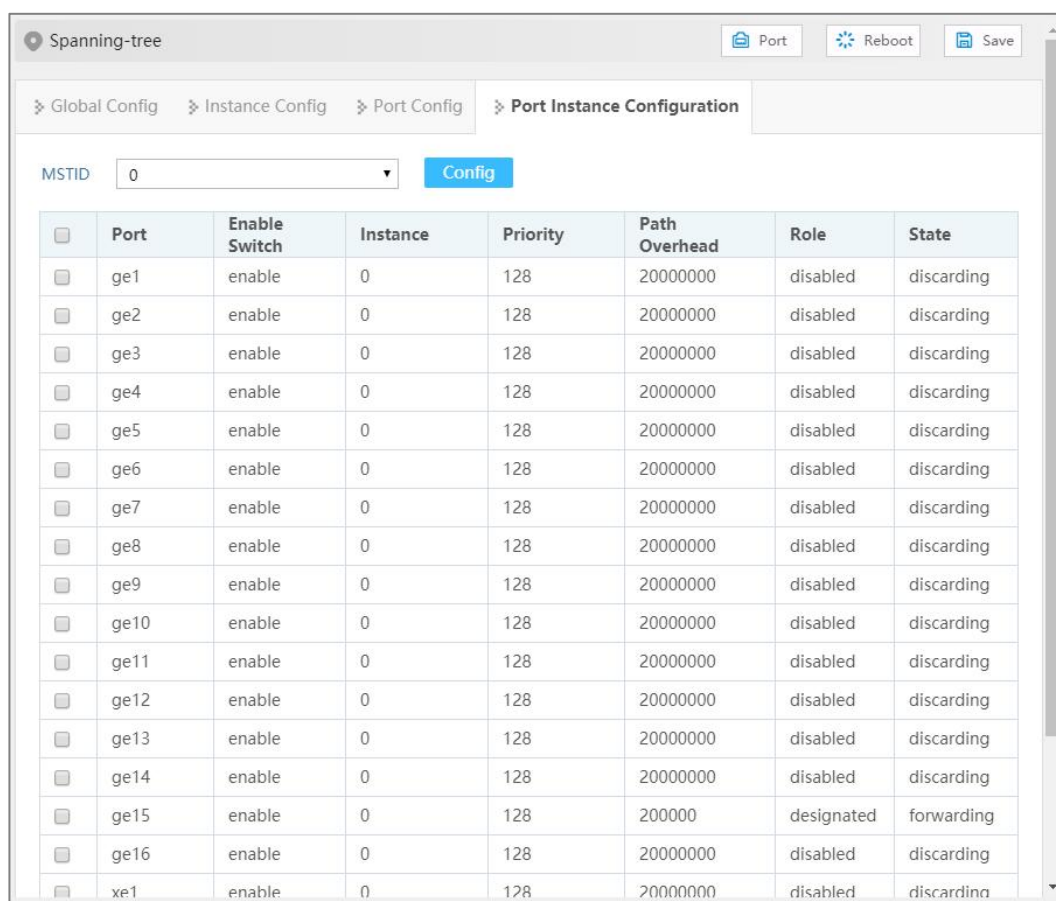 Spanning-tree Port Reboot Save
Global Config Instance Config Port Config Port Instance Configuration
MSTID 0 Config
Port Enable Switch Instance Priority Path Overhead Role State
ge1 enable 0 128 20000000 disabled discarding
ge2 enable 0 128 20000000 disabled discarding
ge3 enable 0 128 20000000 disabled discarding
ge4 enable 0 128 20000000 disabled discarding
ge5 enable 0 128 20000000 disabled discarding
ge6 enable 0 128 20000000 disabled discarding
ge7 enable 0 128 20000000 disabled discarding
ge8 enable 0 128 20000000 disabled discarding
ge9 enable 0 128 20000000 disabled discarding
ge10 enable 0 128 20000000 disabled discarding
ge11 enable 0 128 20000000 disabled discarding
ge12 enable 0 128 20000000 disabled discarding
ge13 enable 0 128 20000000 disabled discarding
ge14 enable 0 128 20000000 disabled discarding
ge15 enable 0 128 200000 designated forwarding
ge16 enable 0 128 20000000 disabled discarding
xe1 enable 0 128 20000000 disabled discarding